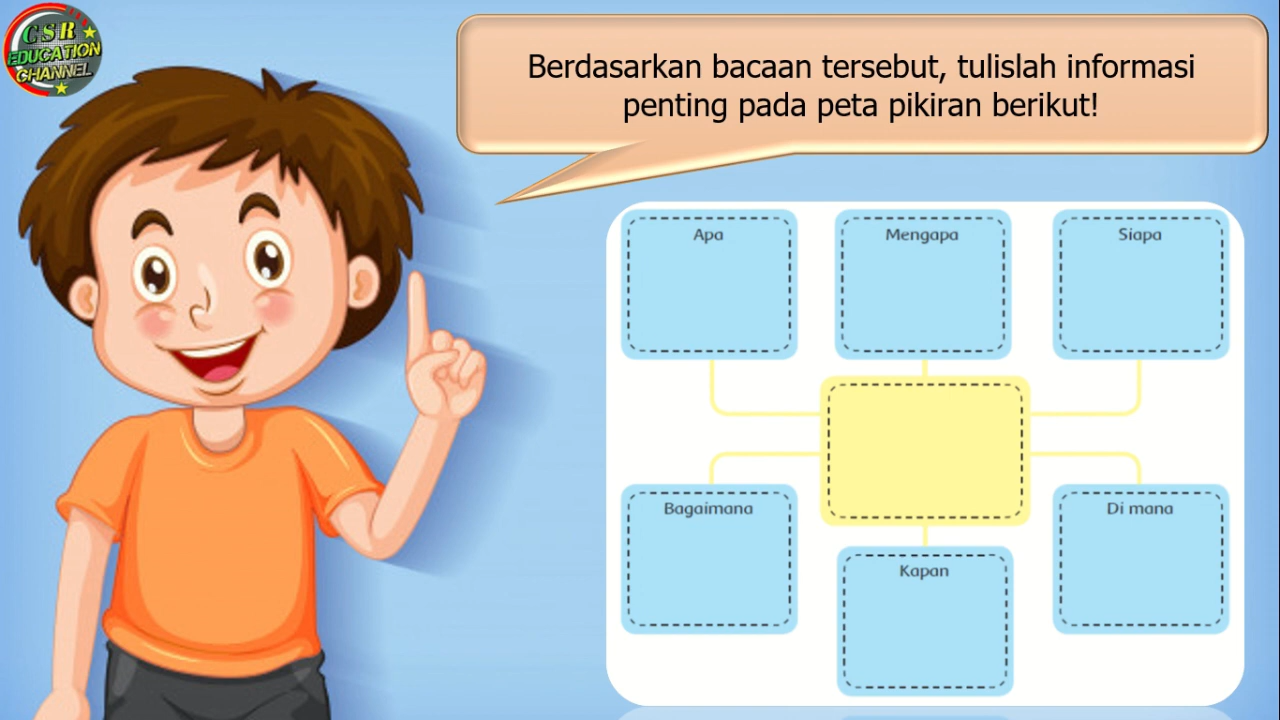 CSR
EDUCATION
CHANNEL
Berdasarkan bacaan tersebut, tulislah informasi
penting pada peta pikiran berikut!
Apa
Mengapa
Siapa
Bagaimana
Di mana
Kapan